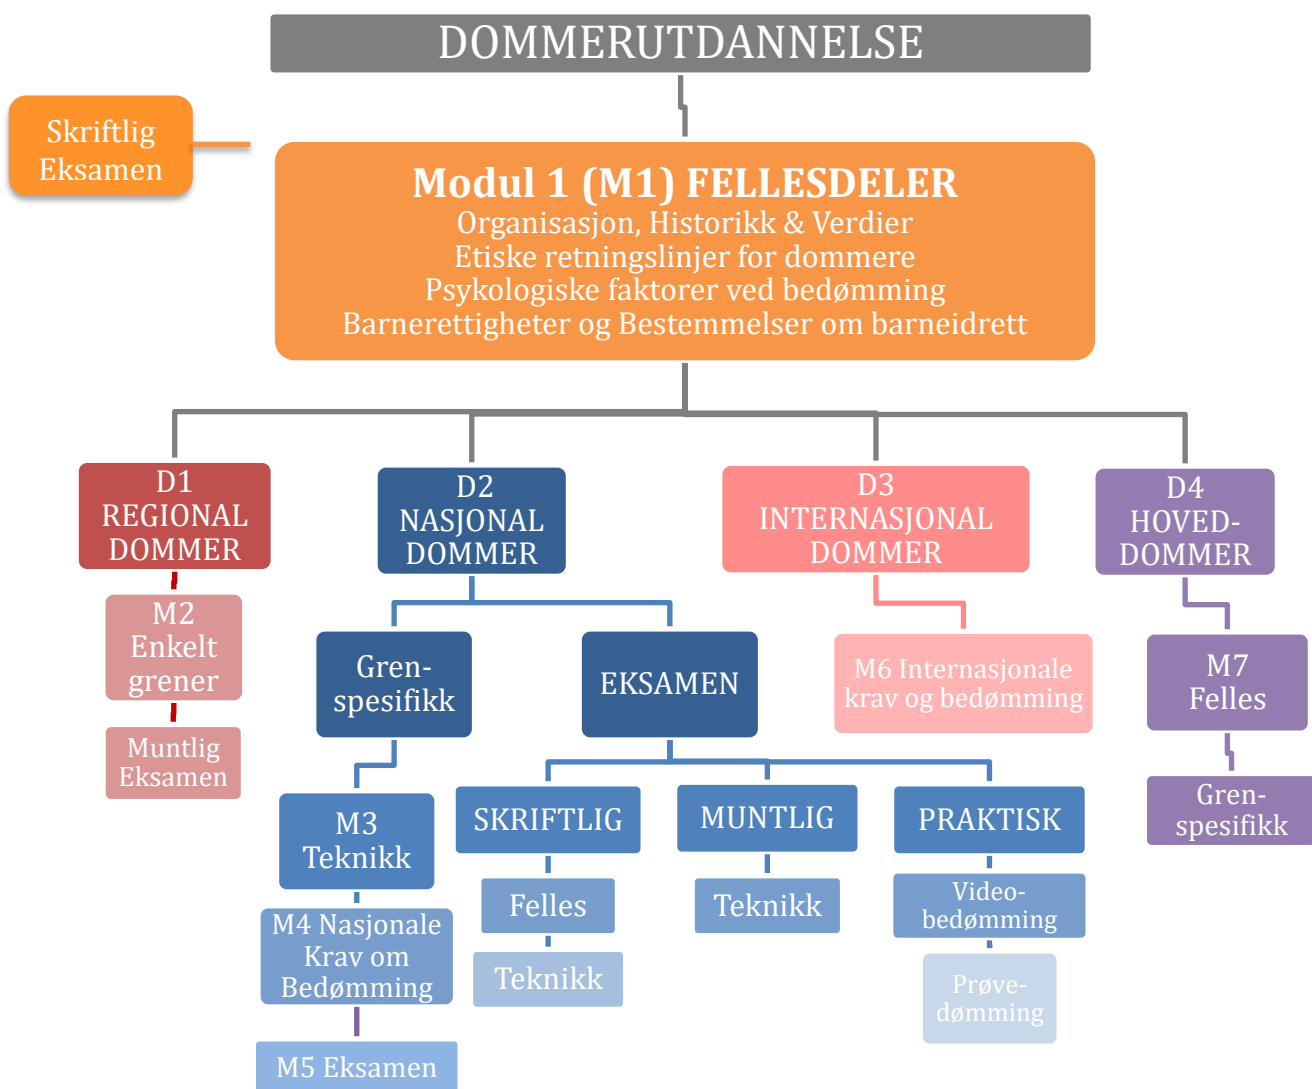 DOMMERUTDANNELSE
Skriftlig
Eksamen
Modul 1 (M1) FELLESDELER
Organisasjon, Historikk & Verdier
Etiske retningslinjer for dommere
Psykologiske faktorer ved bedømming
Barnerettigheter og Bestemmelser om barneidrett
D1
REGIONAL
DOMMER
M2
Enkelt
grener
Muntlig
Eksamen
D2
NASJONAL
DOMMER
Gren-
spesifikk
M3
Teknikk
M4 Nasjonale
Krav om
Bedømming
M5 Eksamen
EKSAMEN
SKRIFTLIG
Felles
Teknikk
MUNTLIG
Teknikk
PRAKTISK
Video-
bedømming
Prøve-
dømming
D3
INTERNASJONAL
DOMMER
M6 Internasjonale
krav og bedømming
D4
HOVED-
DOMMER
M7
Felles
Gren-
spesifikk